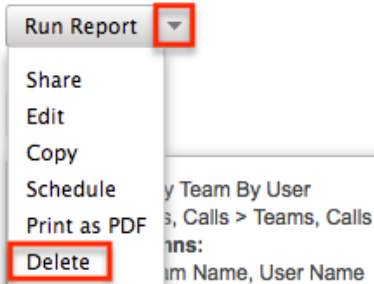 Run Report
Share
Edit
Copy
Schedule
Print as PDF
Delete
y Team By User
s, Calls > Teams, Calls
nns:
am Name, User Name